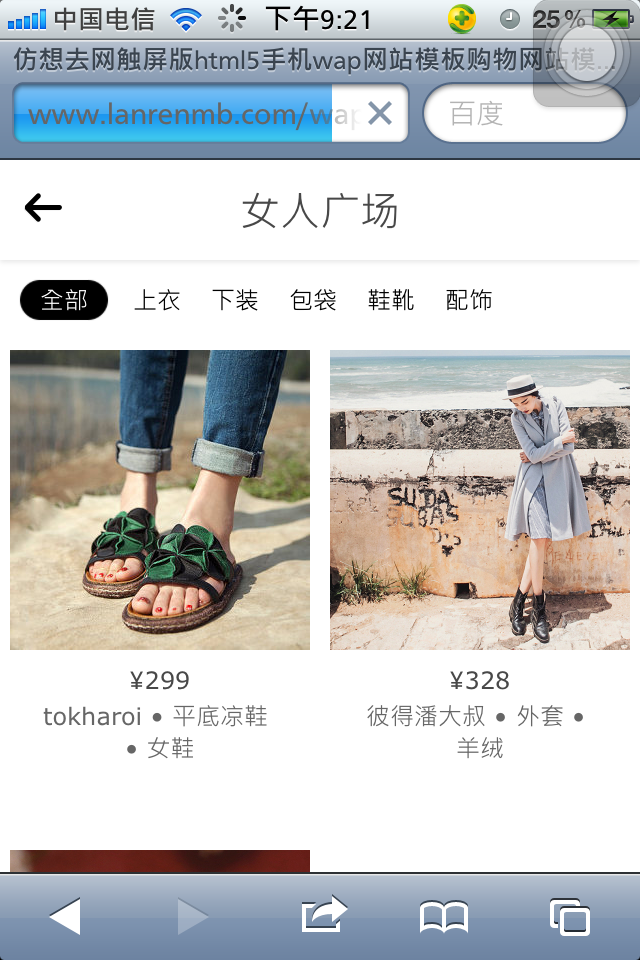 中国电信 下午9:21 25%
仿想去网触屏版html5手机wap网站模板购物网站模...
www.lanrenmb.com/wap 百度
女人广场
全部 上衣 下装 包袋 鞋靴 配饰
¥299 ¥328
tokharoi • 平底凉鞋 • 女鞋
彼得潘大叔 • 外套 • 羊绒